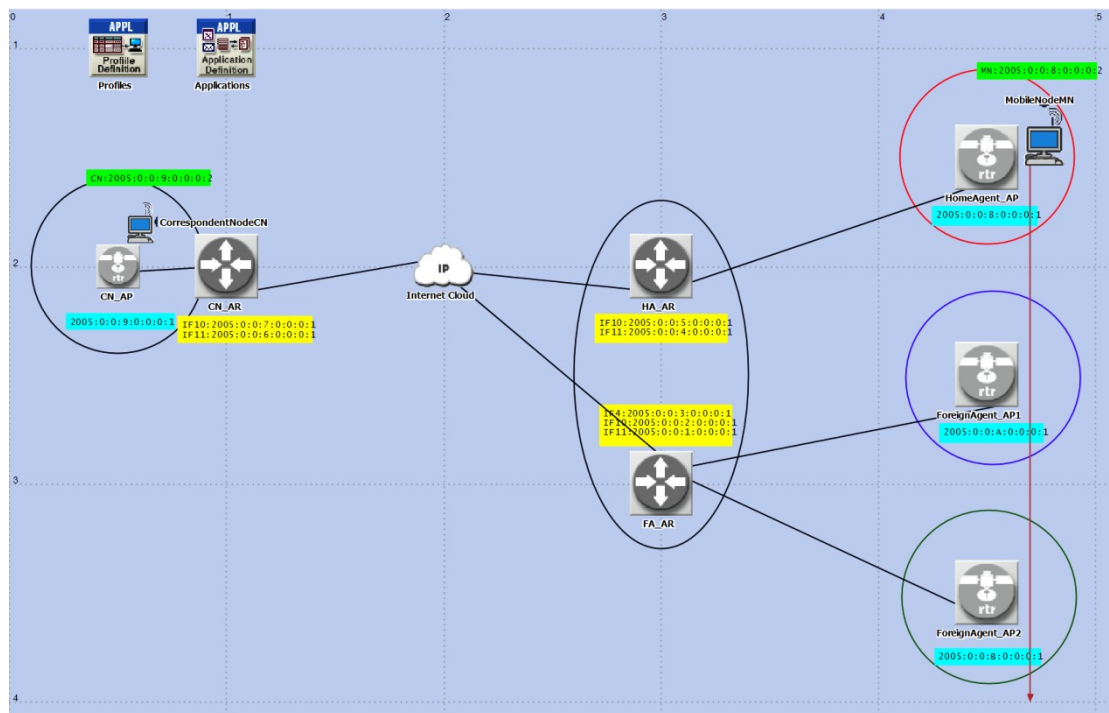 0 1 2 3 4 5
1
2
3
4
APPL
Profile
Definition
Profiles
APPL
Application
Definition
Applications
MN:2005:0:0:8:0:0:0:2
MobileNodeMN
rtr
HomeAgent_AP
2005:0:0:8:0:0:0:1
CN:2005:0:0:9:0:0:0:2
CorrespondentNodeCN
rtr
CN_AP
2005:0:0:9:0:0:0:1
CN_AR
IF10:2005:0:0:7:0:0:0:1
IF11:2005:0:0:6:0:0:0:1
IP
Internet Cloud
HA_AR
IF10:2005:0:0:5:0:0:0:1
IF11:2005:0:0:4:0:0:0:1
IF4:2005:0:0:3:0:0:0:1
IF10:2005:0:0:2:0:0:0:1
IF11:2005:0:0:1:0:0:0:1
FA_AR
rtr
ForeignAgent_AP1
2005:0:0:A:0:0:0:1
rtr
ForeignAgent_AP2
2005:0:0:B:0:0:0:1